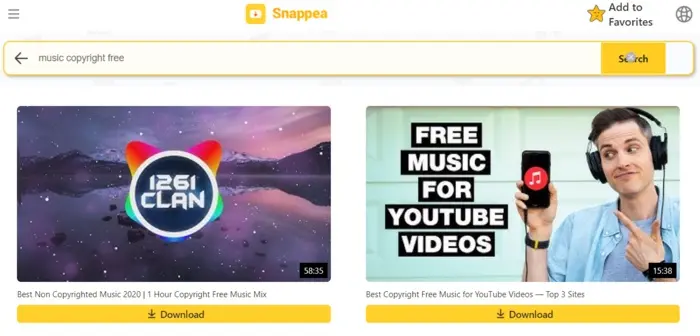 Snappea
Add to
Favorites
music copyright free
Search
1261
CLAN
58:35
FREE
MUSIC
FOR
YOUTUBE
VIDEOS
15:38
Best Non Copyrighted Music 2020 | 1 Hour Copyright Free Music Mix
Best Copyright Free Music for YouTube Videos — Top 3 Sites
Download
Download